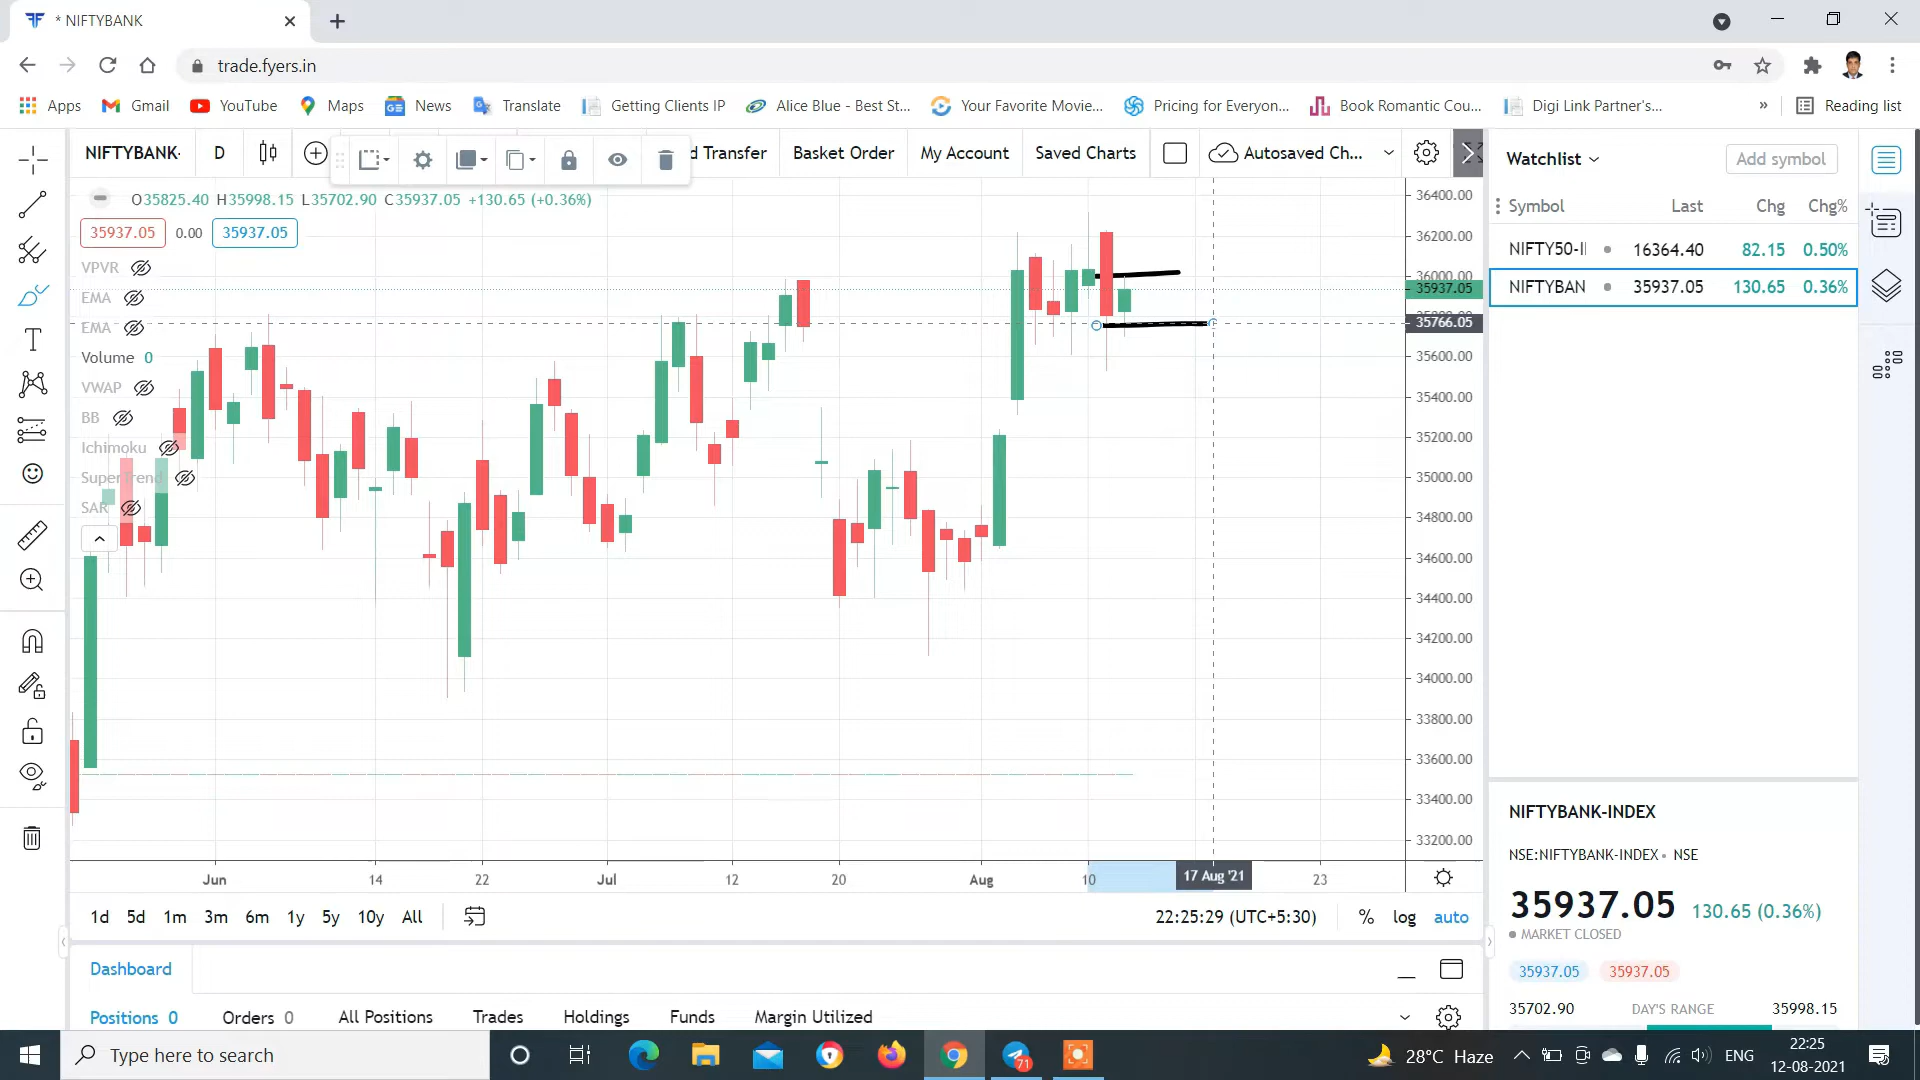 * NIFTYBANK
trade.fyers.in
Apps Gmail YouTube Maps News Translate Getting Clients IP Alice Blue - Best St... Your Favorite Movie... Pricing for Everyon... Book Romantic Cou... Digi Link Partner's... » Reading list
NIFTYBANK· D d Transfer Basket Order My Account Saved Charts Autosaved Ch...
O35825.40 H35998.15 L35702.90 C35937.05 +130.65 (+0.36%)
35937.05 0.00 35937.05
VPVR
EMA
EMA
Volume 0
VWAP
BB
Ichimoku
SuperTrend
SAR
36400.00
36200.00
36000.00
35937.05
35766.05
35600.00
35400.00
35200.00
35000.00
34800.00
34600.00
34400.00
34200.00
34000.00
33800.00
33600.00
33400.00
33200.00
Jun 14 22 Jul 12 20 Aug 10 17 Aug '21 23
1d 5d 1m 3m 6m 1y 5y 10y All 22:25:29 (UTC+5:30) % log auto
Dashboard
Positions 0 Orders 0 All Positions Trades Holdings Funds Margin Utilized
Watchlist Add symbol
Symbol Last Chg Chg%
NIFTY50-I 16364.40 82.15 0.50%
NIFTYBAN 35937.05 130.65 0.36%
NIFTYBANK-INDEX
NSE:NIFTYBANK-INDEX • NSE
35937.05 130.65 (0.36%)
MARKET CLOSED
35937.05 35937.05
35702.90 DAY'S RANGE 35998.15
Type here to search 71 28°C Haze ENG 22:25
12-08-2021